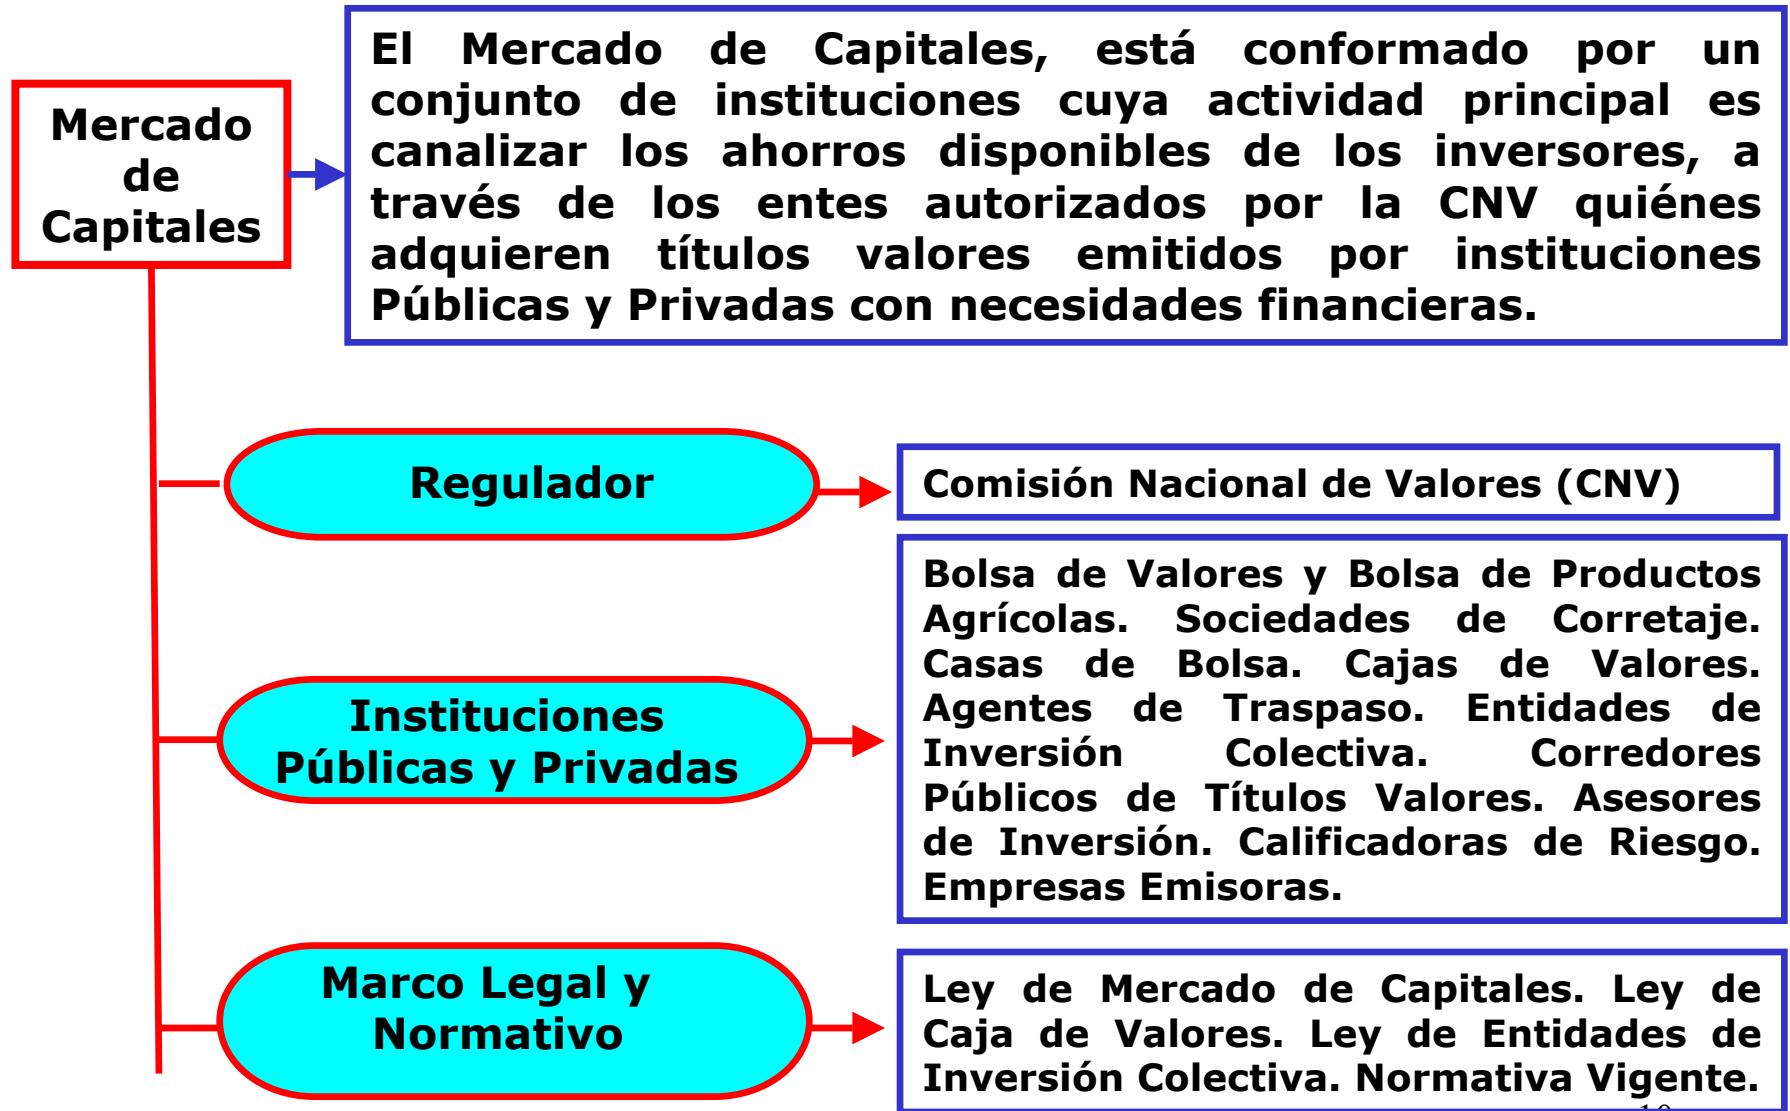 Mercado
de
Capitales
El Mercado de Capitales, está conformado por un
conjunto de instituciones cuya actividad principal es
canalizar los ahorros disponibles de los inversores, a
través de los entes autorizados por la CNV quiénes
adquieren títulos valores emitidos por instituciones
Públicas y Privadas con necesidades financieras.
Regulador
Comisión Nacional de Valores (CNV)
Instituciones
Públicas y Privadas
Bolsa de Valores y Bolsa de Productos
Agrícolas. Sociedades de Corretaje.
Casas de Bolsa. Cajas de Valores.
Agentes de Traspaso. Entidades de
Inversión Colectiva. Corredores
Públicos de Títulos Valores. Asesores
de Inversión. Calificadoras de Riesgo.
Empresas Emisoras.
Marco Legal y
Normativo
Ley de Mercado de Capitales. Ley de
Caja de Valores. Ley de Entidades de
Inversión Colectiva. Normativa Vigente.